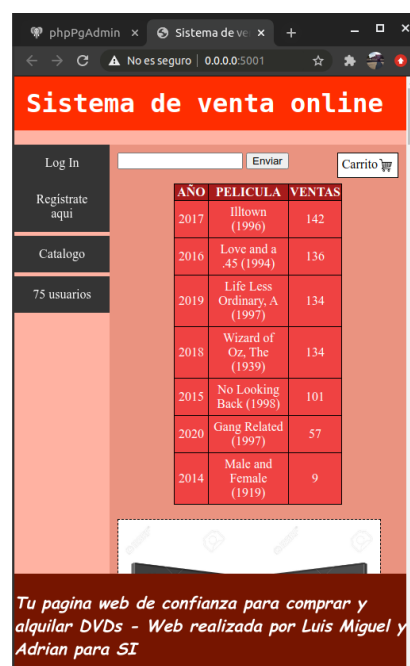 phpPgAdmin
Sistema de ve
No es seguro | 0.0.0.0:5001
Sistema de venta online
Log In
Registrate
aqui
Catalogo
75 usuarios
Enviar
Carrito
AÑO PELICULA VENTAS
2017 Illtown (1996) 142
2016 Love and a .45 (1994) 136
2019 Life Less Ordinary, A (1997) 134
2018 Wizard of Oz, The (1939) 134
2015 No Looking Back (1998) 101
2020 Gang Related (1997) 57
2014 Male and Female (1919) 9
Tu pagina web de confianza para comprar y
alquilar DVDs - Web realizada por Luis Miguel y
Adrian para SI